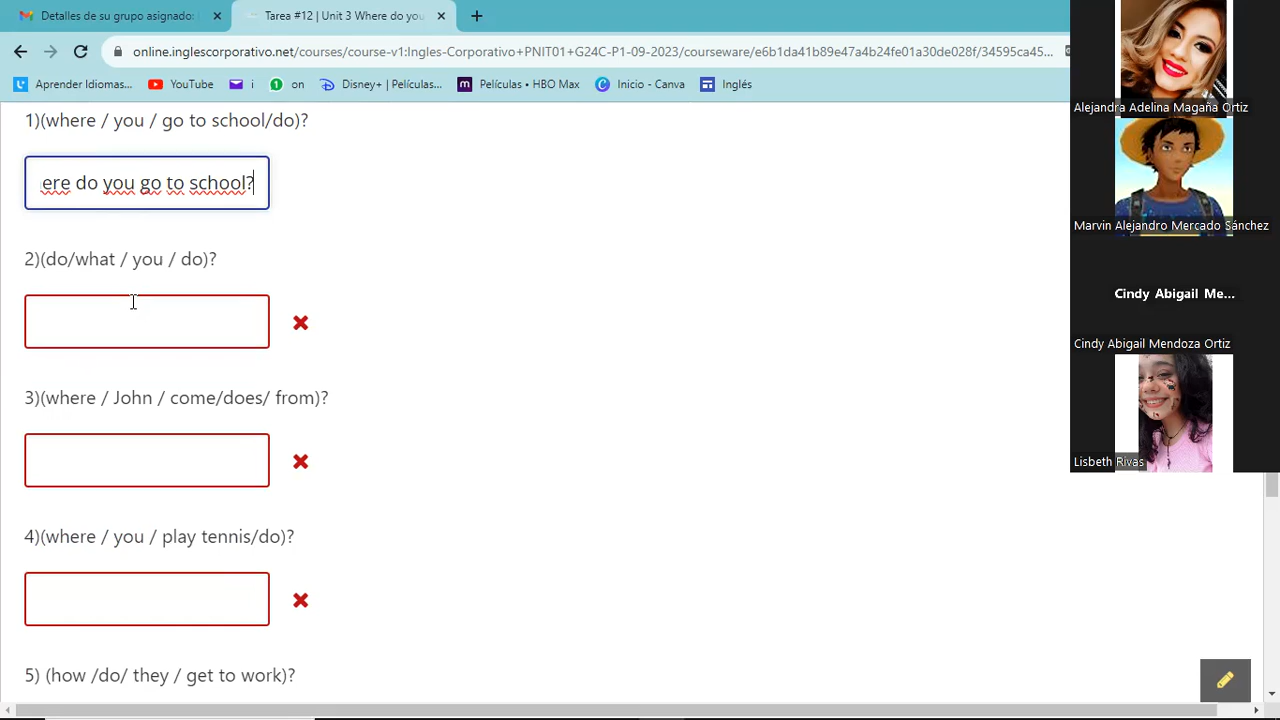 Detalles de su grupo asignado:
Tarea #12 | Unit 3 Where do you
online.inglescorporativo.net/courses/course-v1:Ingles-Corporativo+PNIT01+G24C-P1-09-2023/courseware/e6b1da41b89e47a4b24fe01a30de028f/34595ca45...
Aprender Idiomas... YouTube i on Disney+ | Películas... Películas • HBO Max Inicio - Canva Inglés
1)(where / you / go to school/do)?
ere do you go to school?
2)(do/what / you / do)?
3)(where / John / come/does/ from)?
4)(where / you / play tennis/do)?
5) (how /do/ they / get to work)?
Alejandra Adelina Magaña Ortiz
Marvin Alejandro Mercado Sánchez
Cindy Abigail Me...
Cindy Abigail Mendoza Ortiz
Lisbeth Rivas